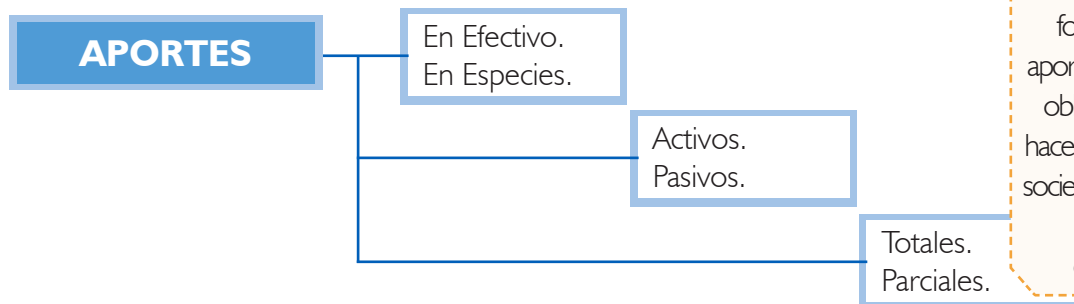 APORTES
En Efectivo.
En Especies.
Activos.
Pasivos.
Totales.
Parciales.